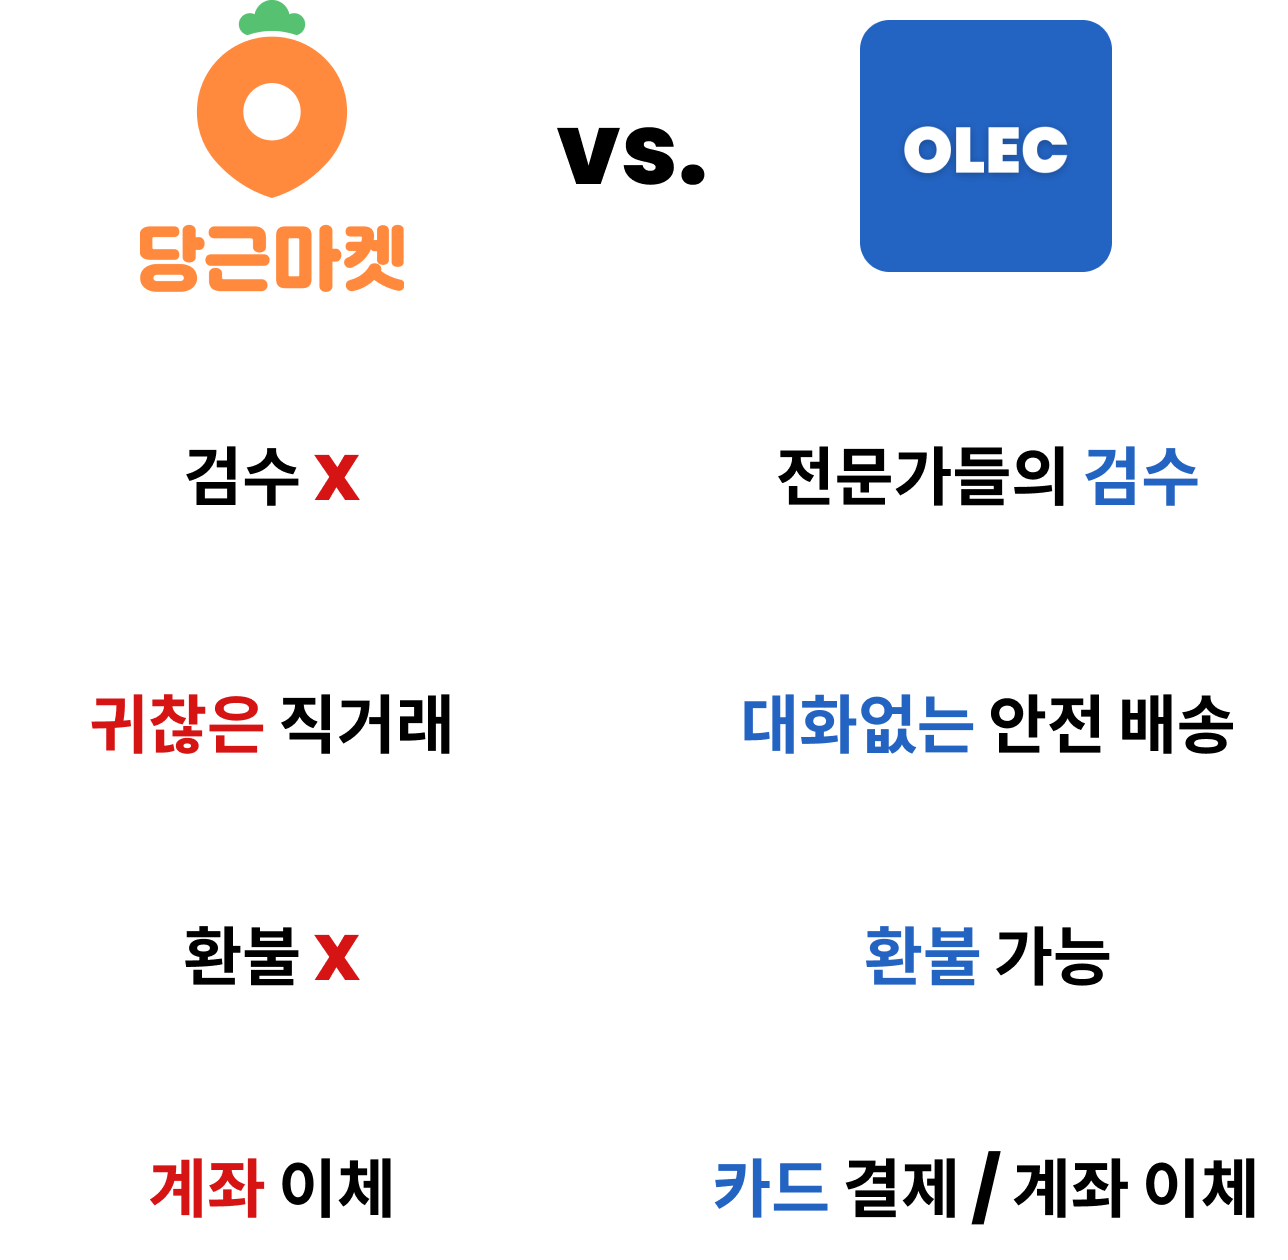 당근마켓
vs.
OLEC
검수 X
전문가들의 검수
귀찮은 직거래
대화없는 안전 배송
환불 X
환불 가능
계좌 이체
카드 결제 / 계좌 이체